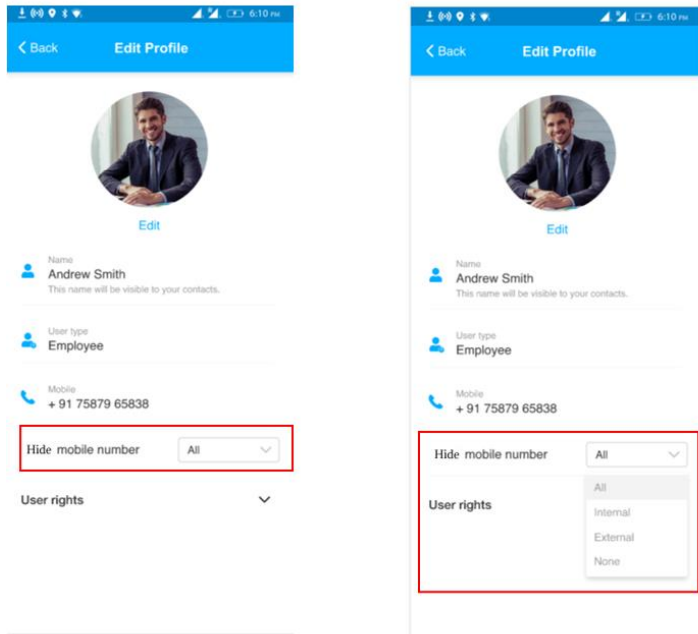 6:10 PM
Back
Edit Profile
Edit
Name
Andrew Smith
This name will be visible to your contacts.
User type
Employee
Mobile
+ 91 75879 65838
Hide mobile number
All
User rights
6:10 PM
Back
Edit Profile
Edit
Name
Andrew Smith
This name will be visible to your contacts.
User type
Employee
Mobile
+ 91 75879 65838
Hide mobile number
All
All
User rights
Internal
External
None